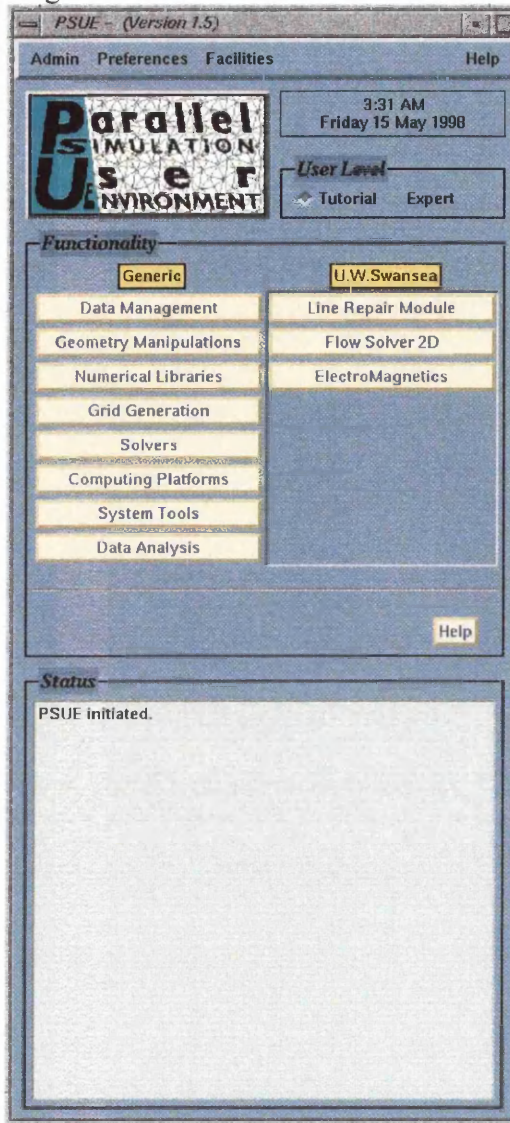 PSUE - (Version 1.5)
Admin Preferences Facilities Help
Parallel
SIMULATION
User
ENVIRONMENT
3:31 AM
Friday 15 May 1998
User Level
Tutorial Expert
Functionality
Generic
Data Management
Geometry Manipulations
Numerical Libraries
Grid Generation
Solvers
Computing Platforms
System Tools
Data Analysis
U.W.Swansea
Line Repair Module
Flow Solver 2D
ElectroMagnetics
Help
Status
PSUE initiated.